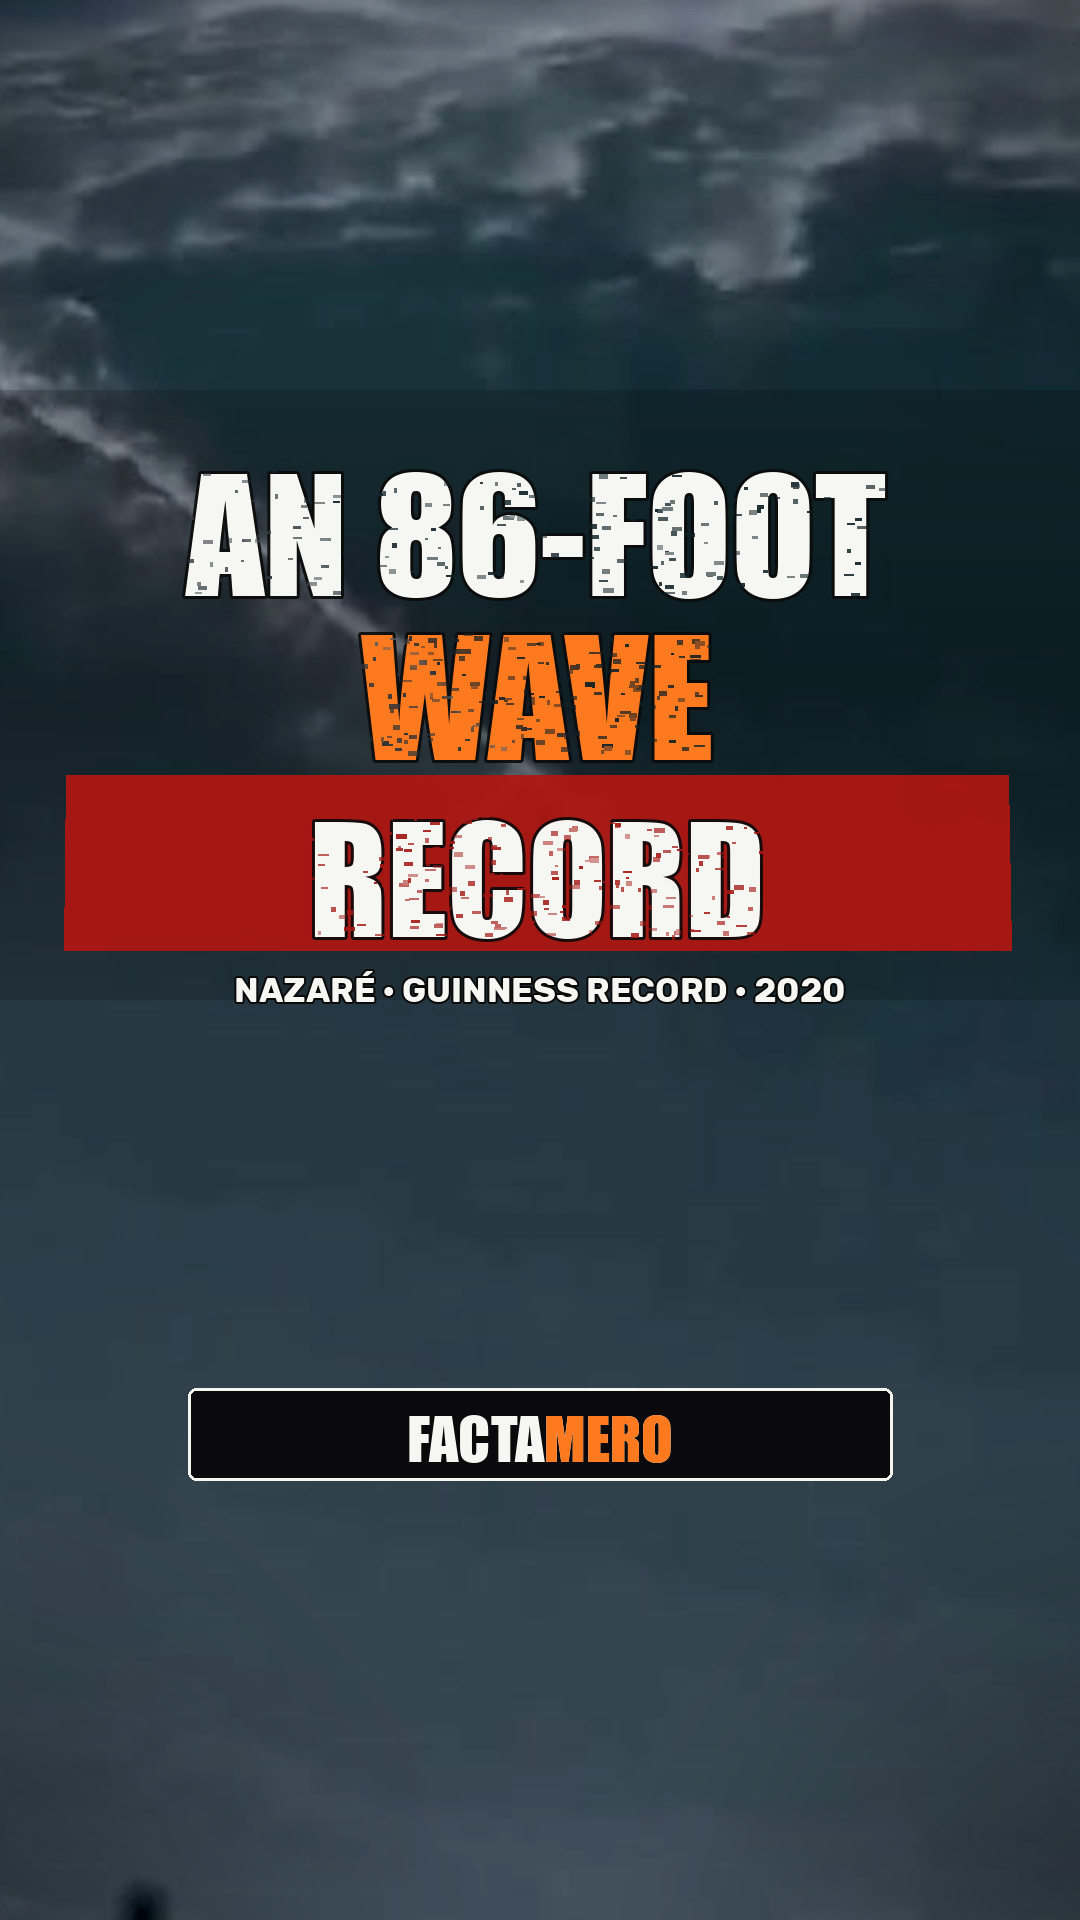 AN 86-FOOT
WAVE
RECORD
NAZARÉ • GUINNESS RECORD • 2020
FACTAMERO